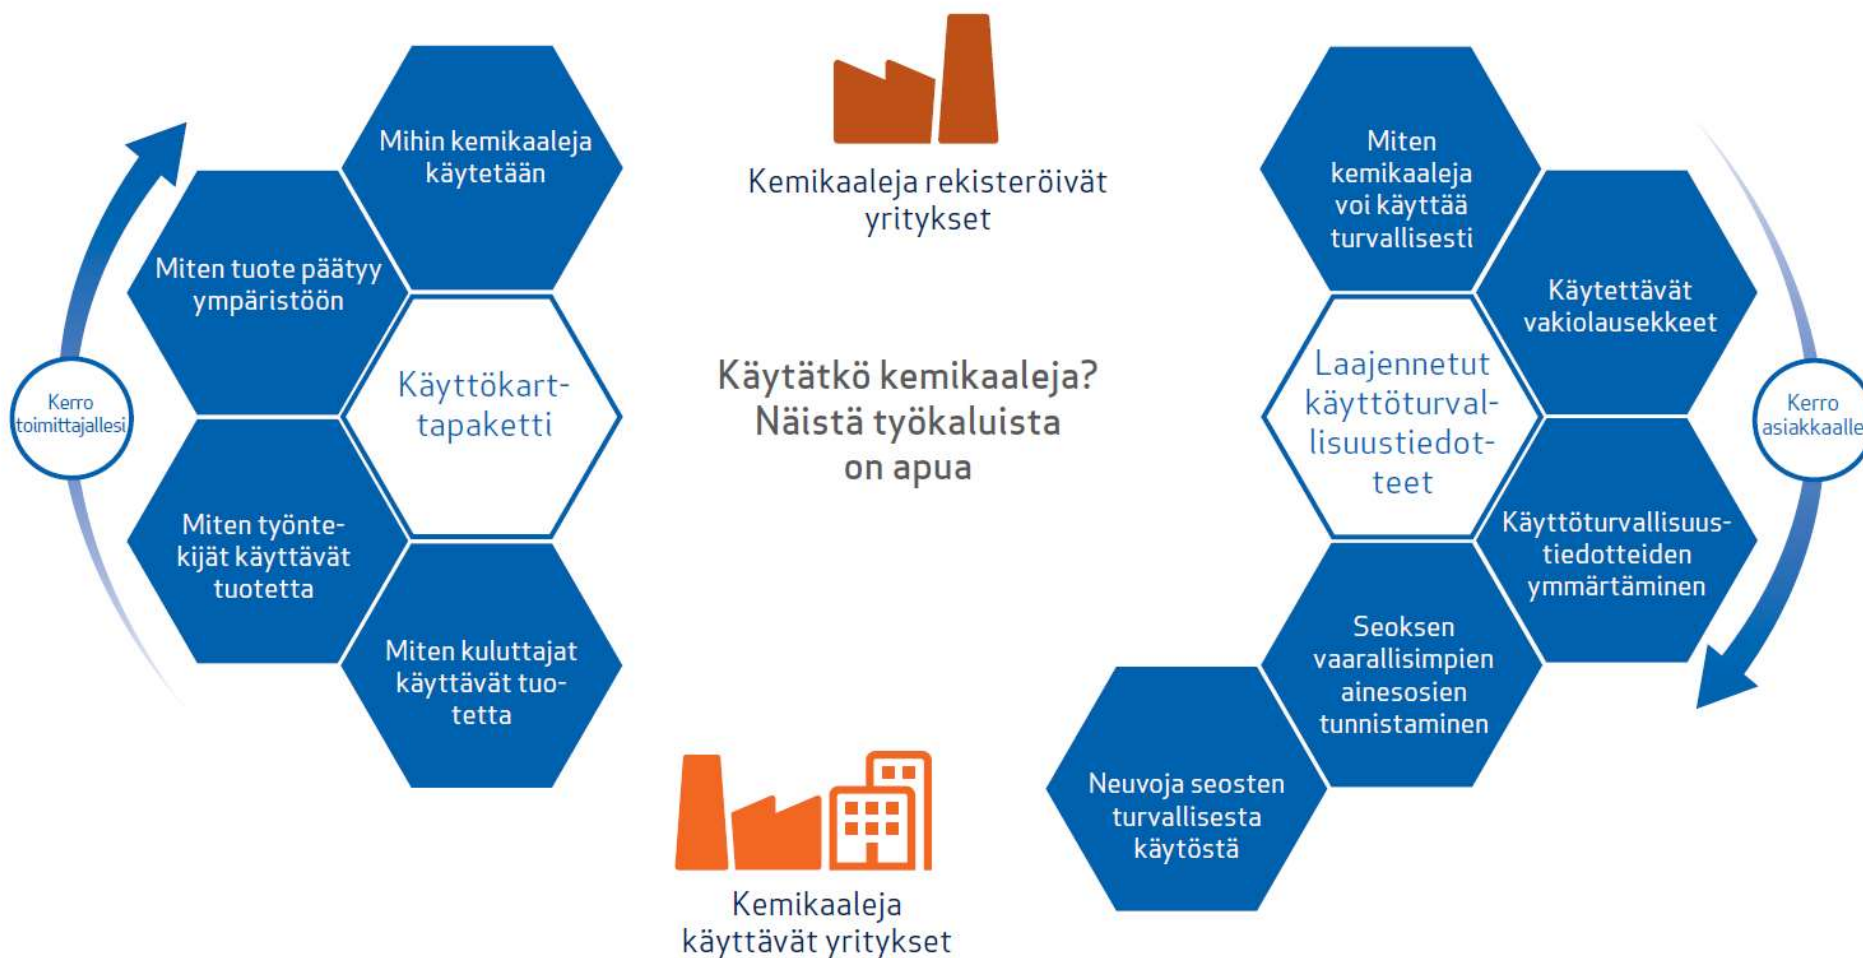 Mihin kemikaaleja
käytetään
Miten tuote päätyy
ympäristöön
Käyttökart-
tapaketti
Kerro
toimittajallesi
Miten työnte-
kijät käyttävät
tuotetta
Miten kuluttajat
käyttävät tuo-
tetta
Kemikaaleja rekisteröivät
yritykset
Käytätkö kemikaaleja?
Näistä työkaluista
on apua
Kemikaaleja
käyttävät yritykset
Miten
kemikaaleja
voi käyttää
turvallisesti
Käytettävät
vakiolausekkeet
Laajennetut
käyttöturval-
lisuustiedot-
teet
Kerro
asiakkaalle
Käyttöturvallisuus-
tiedotteiden
ymmärtäminen
Seoksen
vaarallisimpien
ainesosien
tunnistaminen
Neuvoja seosten
turvallisesta
käytöstä